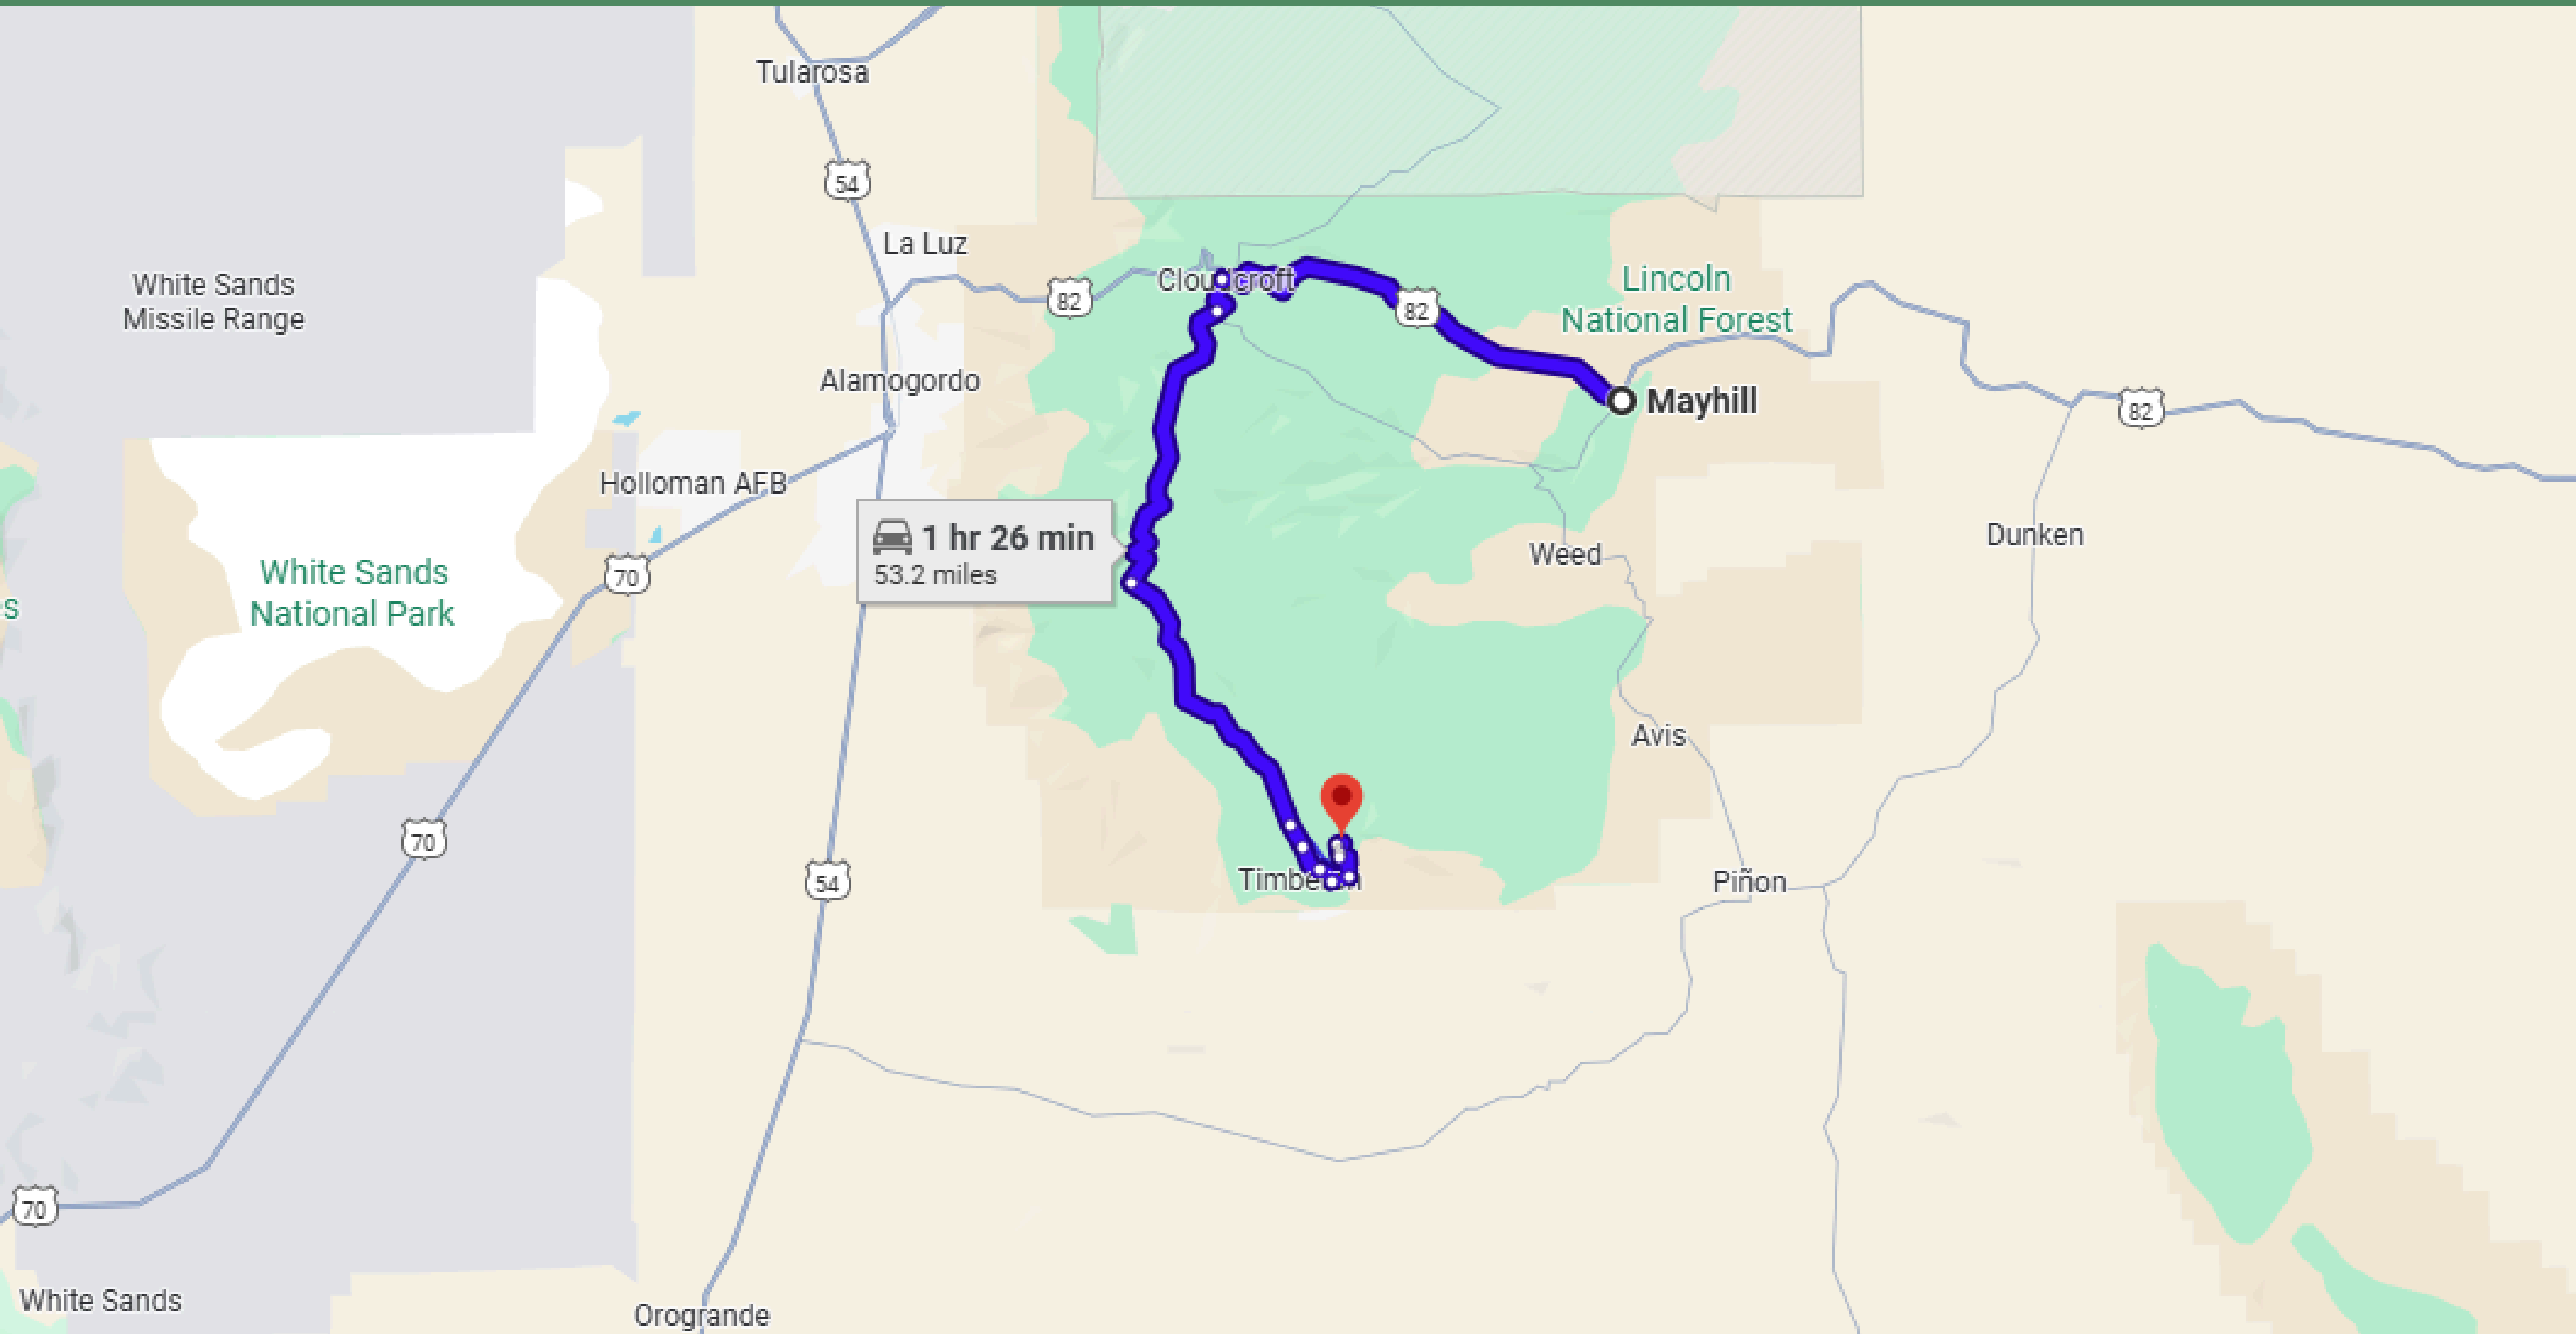 Tularosa
54
La Luz
White Sands
Missile Range
82
Cloudcroft
82
Lincoln
National Forest
Alamogordo
Mayhill
82
Holloman AFB
1 hr 26 min
53.2 miles
Weed
Dunken
70
White Sands
National Park
s
Avis
70
54
Timberon
Piñon
70
White Sands
Orogrande